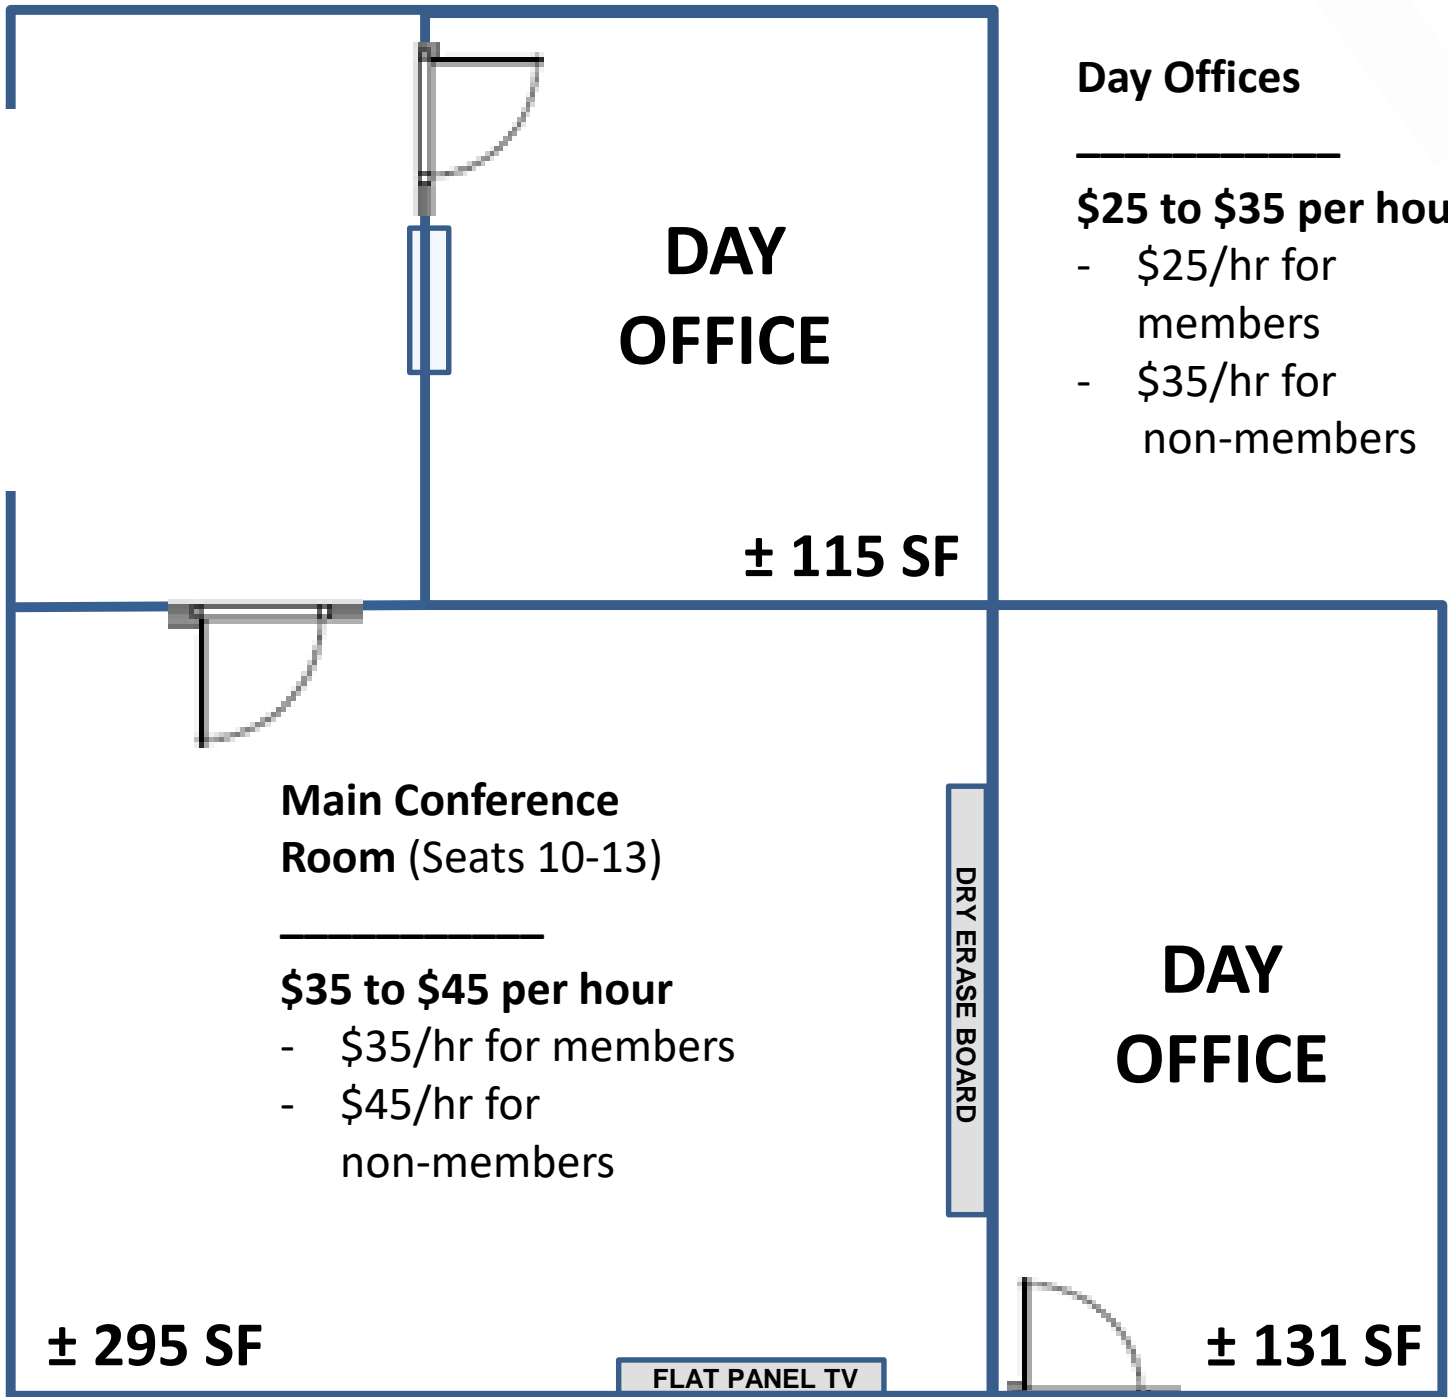 Day Offices
___________
$25 to $35 per hou
- $25/hr for
members
- $35/hr for
non-members
DAY
OFFICE
± 115 SF
Main Conference
Room (Seats 10-13)
___________
$35 to $45 per hour
- $35/hr for members
- $45/hr for
non-members
DRY ERASE BOARD
DAY
OFFICE
± 295 SF
FLAT PANEL TV
± 131 SF